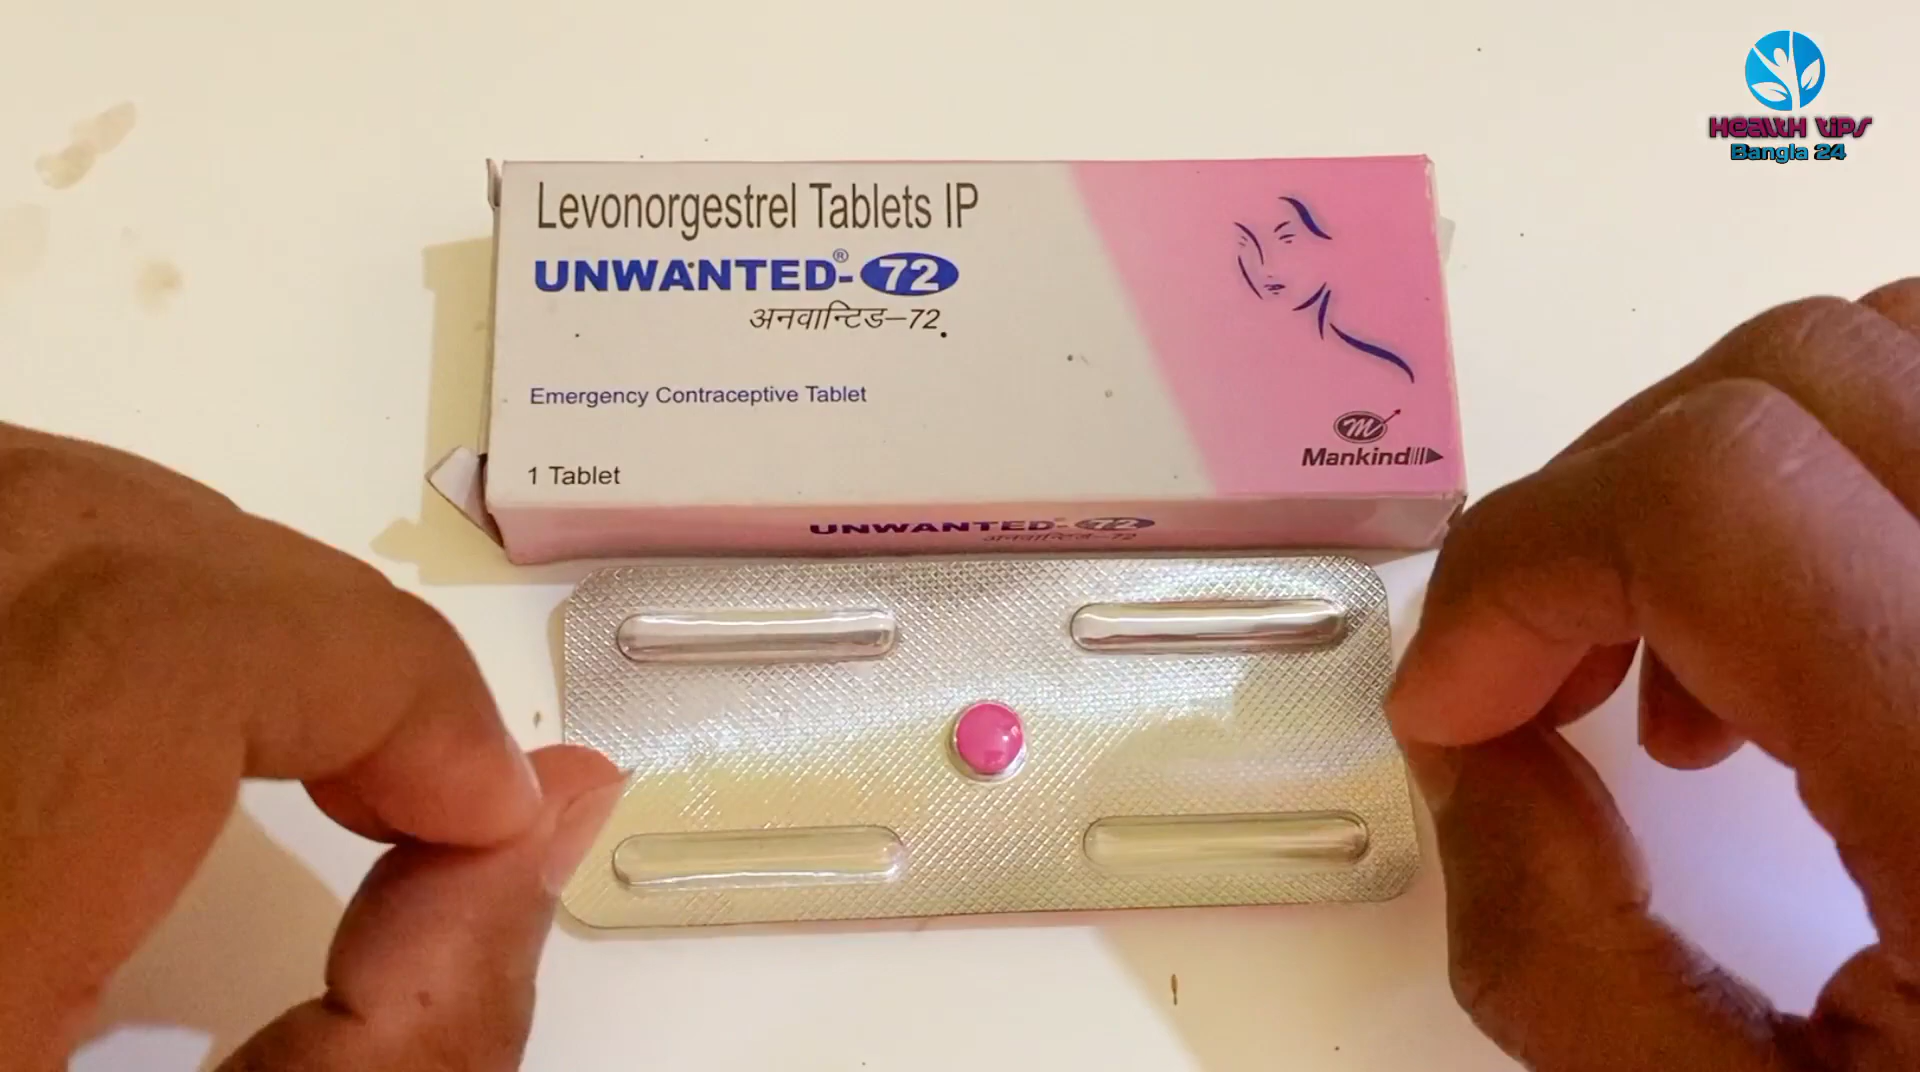 Health Tips
Bangla 24
Levonorgestrel Tablets IP
UNWANTED®-72
अनवान्टिड–72
Emergency Contraceptive Tablet
1 Tablet
m
Mankind
UNWANTED®-72
अनवान्टिड–72